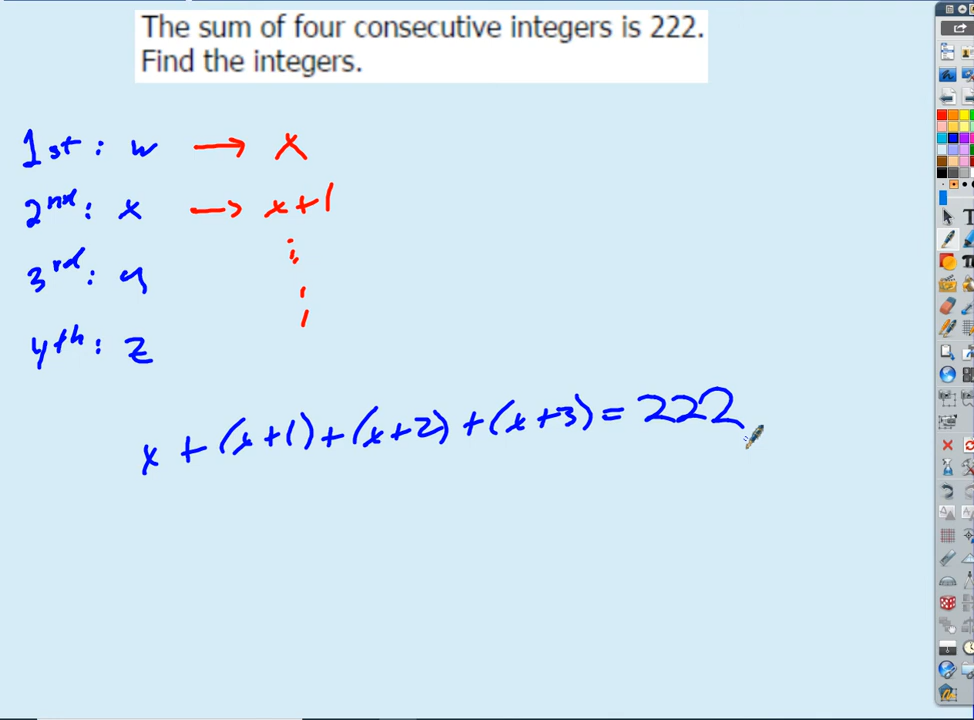 The sum of four consecutive integers is 222.
Find the integers.
1st: w → x
2nd: x → x+1
3rd: y
4th: z
x + (x+1) + (x+2) + (x+3) = 222